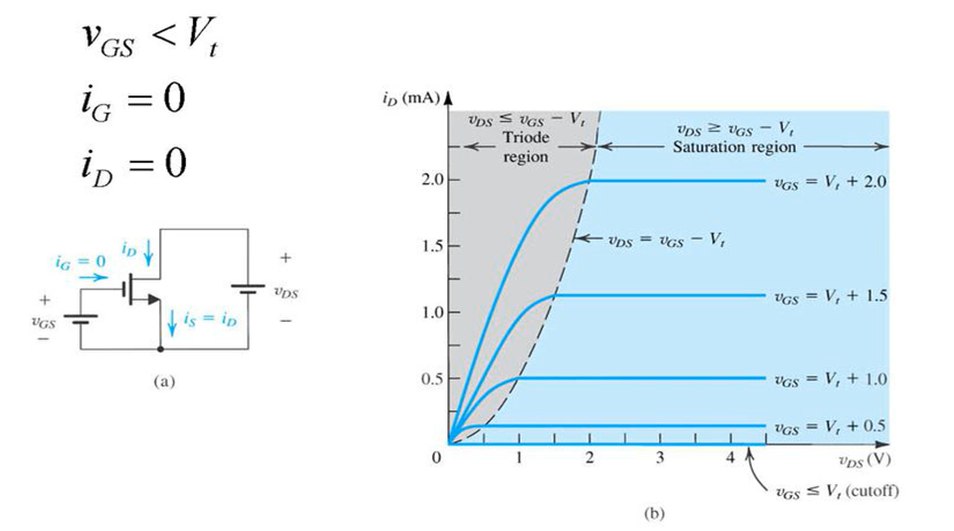 v_GS < V_t
i_G = 0
i_D = 0
i_G = 0
i_D
+
v_GS
−
+
v_DS
−
i_S = i_D
(a)
i_D (mA)
v_DS ≤ v_GS − V_t
Triode
region
v_DS ≥ v_GS − V_t
Saturation region
2.0
v_GS = V_t + 2.0
1.5
v_DS = v_GS − V_t
1.0
v_GS = V_t + 1.5
0.5
v_GS = V_t + 1.0
v_GS = V_t + 0.5
0
1
2
3
4
v_DS (V)
v_GS ≤ V_t (cutoff)
(b)